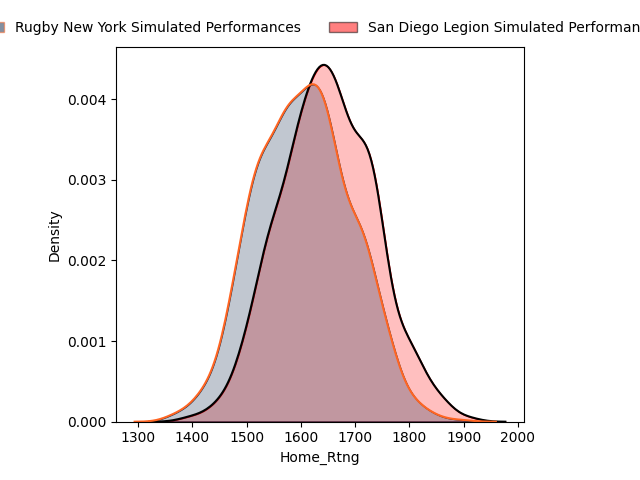 Rugby New York Simulated Performances
San Diego Legion Simulated Performan
0.004
0.003
0.002
0.001
0.000
Density
1300 1400 1500 1600 1700 1800 1900 2000
Home_Rtng